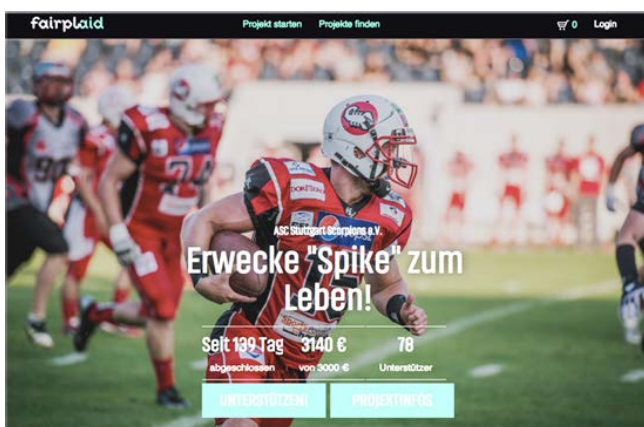 fairplaid
Projekt starten Projekte finden 0 Login
ASC Stuttgart Scorpions e.V.
Erwecke "Spike" zum
Leben!
Seit 139 Tag 3140 € 78
abgeschlossen von 3000 € Unterstützer
UNTERSTÜTZEN! PROJEKTINFOS